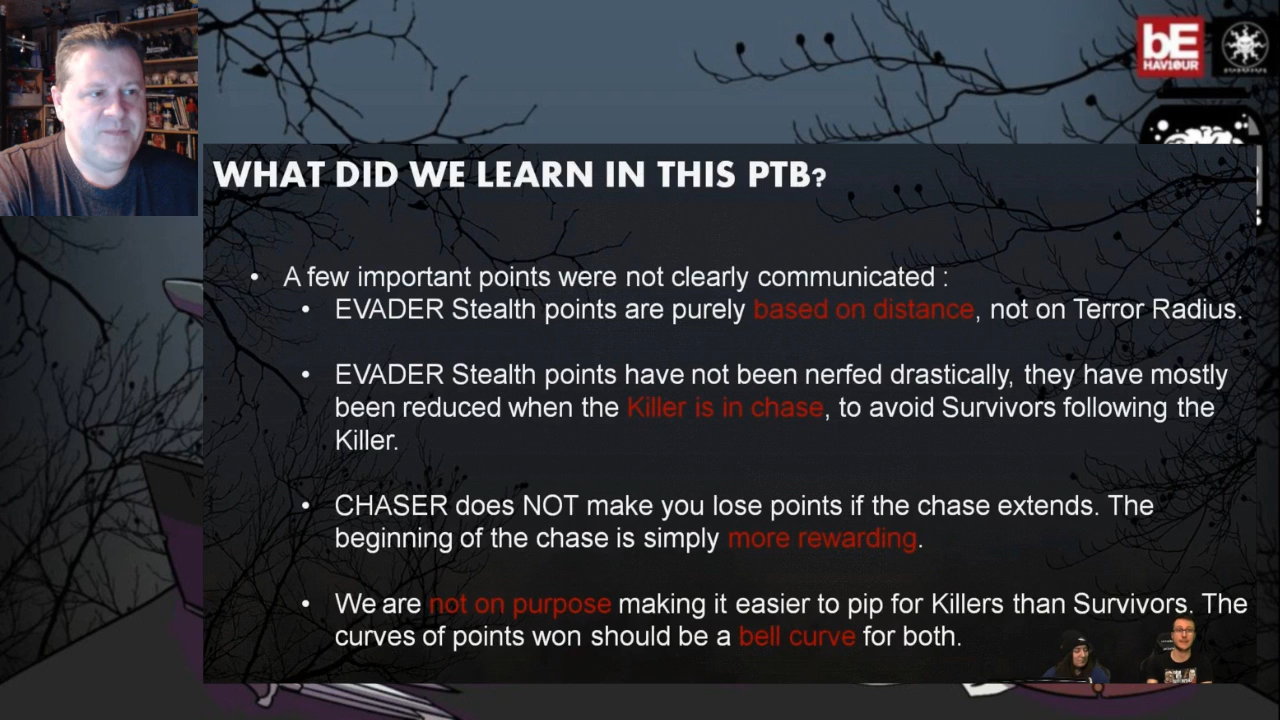 bE
HAVIOUR
WHAT DID WE LEARN IN THIS PTB?
• A few important points were not clearly communicated :
• EVADER Stealth points are purely based on distance, not on Terror Radius.
• EVADER Stealth points have not been nerfed drastically, they have mostly
been reduced when the Killer is in chase, to avoid Survivors following the
Killer.
• CHASER does NOT make you lose points if the chase extends. The
beginning of the chase is simply more rewarding.
• We are not on purpose making it easier to pip for Killers than Survivors. The
curves of points won should be a bell curve for both.